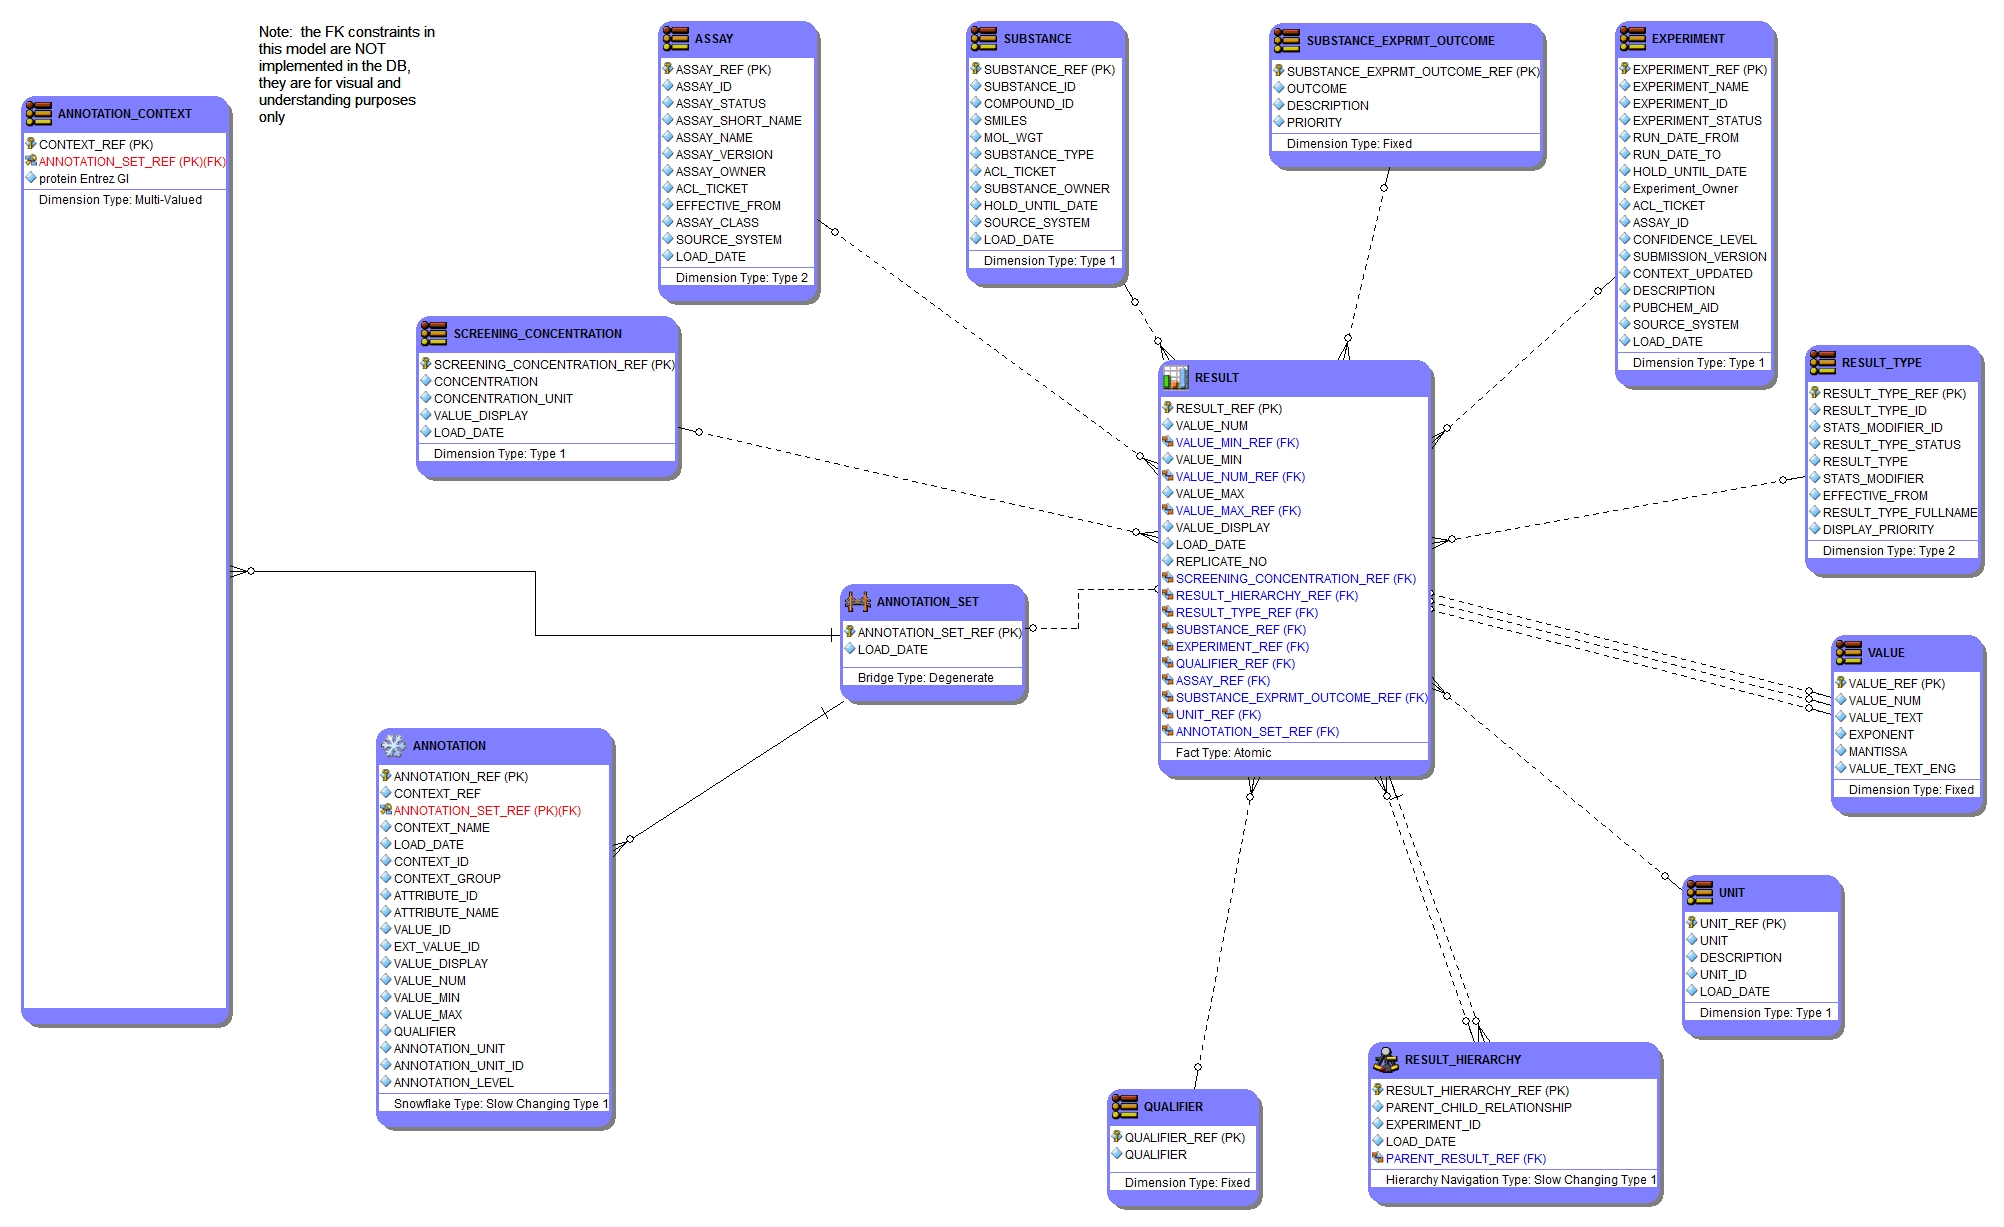 Note: the FK constraints in
this model are NOT
implemented in the DB,
they are for visual and
understanding purposes
only
ANNOTATION_CONTEXT
CONTEXT_REF (PK)
ANNOTATION_SET_REF (PK)(FK)
protein Entrez GI
Dimension Type: Multi-Valued
ASSAY
ASSAY_REF (PK)
ASSAY_ID
ASSAY_STATUS
ASSAY_SHORT_NAME
ASSAY_NAME
ASSAY_VERSION
ASSAY_OWNER
ACL_TICKET
EFFECTIVE_FROM
ASSAY_CLASS
SOURCE_SYSTEM
LOAD_DATE
Dimension Type: Type 2
SUBSTANCE
SUBSTANCE_REF (PK)
SUBSTANCE_ID
COMPOUND_ID
SMILES
MOL_WGT
SUBSTANCE_TYPE
ACL_TICKET
SUBSTANCE_OWNER
HOLD_UNTIL_DATE
SOURCE_SYSTEM
LOAD_DATE
Dimension Type: Type 1
SUBSTANCE_EXPRMT_OUTCOME
SUBSTANCE_EXPRMT_OUTCOME_REF (PK)
OUTCOME
DESCRIPTION
PRIORITY
Dimension Type: Fixed
EXPERIMENT
EXPERIMENT_REF (PK)
EXPERIMENT_NAME
EXPERIMENT_ID
EXPERIMENT_STATUS
RUN_DATE_FROM
RUN_DATE_TO
HOLD_UNTIL_DATE
Experiment_Owner
ACL_TICKET
ASSAY_ID
CONFIDENCE_LEVEL
SUBMISSION_VERSION
CONTEXT_UPDATED
DESCRIPTION
PUBCHEM_AID
SOURCE_SYSTEM
LOAD_DATE
Dimension Type: Type 1
SCREENING_CONCENTRATION
SCREENING_CONCENTRATION_REF (PK)
CONCENTRATION
CONCENTRATION_UNIT
VALUE_DISPLAY
LOAD_DATE
Dimension Type: Type 1
RESULT
RESULT_REF (PK)
VALUE_NUM
VALUE_MIN_REF (FK)
VALUE_MIN
VALUE_NUM_REF (FK)
VALUE_MAX
VALUE_MAX_REF (FK)
VALUE_DISPLAY
LOAD_DATE
REPLICATE_NO
SCREENING_CONCENTRATION_REF (FK)
RESULT_HIERARCHY_REF (FK)
RESULT_TYPE_REF (FK)
SUBSTANCE_REF (FK)
EXPERIMENT_REF (FK)
QUALIFIER_REF (FK)
ASSAY_REF (FK)
SUBSTANCE_EXPRMT_OUTCOME_REF (FK)
UNIT_REF (FK)
ANNOTATION_SET_REF (FK)
Fact Type: Atomic
RESULT_TYPE
RESULT_TYPE_REF (PK)
RESULT_TYPE_ID
STATS_MODIFIER_ID
RESULT_TYPE_STATUS
RESULT_TYPE
STATS_MODIFIER
EFFECTIVE_FROM
RESULT_TYPE_FULLNAME
DISPLAY_PRIORITY
Dimension Type: Type 2
ANNOTATION_SET
ANNOTATION_SET_REF (PK)
LOAD_DATE
Bridge Type: Degenerate
VALUE
VALUE_REF (PK)
VALUE_NUM
VALUE_TEXT
EXPONENT
MANTISSA
VALUE_TEXT_ENG
Dimension Type: Fixed
ANNOTATION
ANNOTATION_REF (PK)
CONTEXT_REF
ANNOTATION_SET_REF (PK)(FK)
CONTEXT_NAME
LOAD_DATE
CONTEXT_ID
CONTEXT_GROUP
ATTRIBUTE_ID
ATTRIBUTE_NAME
VALUE_ID
EXT_VALUE_ID
VALUE_DISPLAY
VALUE_NUM
VALUE_MIN
VALUE_MAX
QUALIFIER
ANNOTATION_UNIT
ANNOTATION_UNIT_ID
ANNOTATION_LEVEL
Snowflake Type: Slow Changing Type 1
UNIT
UNIT_REF (PK)
UNIT
DESCRIPTION
UNIT_ID
LOAD_DATE
Dimension Type: Type 1
QUALIFIER
QUALIFIER_REF (PK)
QUALIFIER
Dimension Type: Fixed
RESULT_HIERARCHY
RESULT_HIERARCHY_REF (PK)
PARENT_CHILD_RELATIONSHIP
EXPERIMENT_ID
LOAD_DATE
PARENT_RESULT_REF (FK)
Hierarchy Navigation Type: Slow Changing Type 1